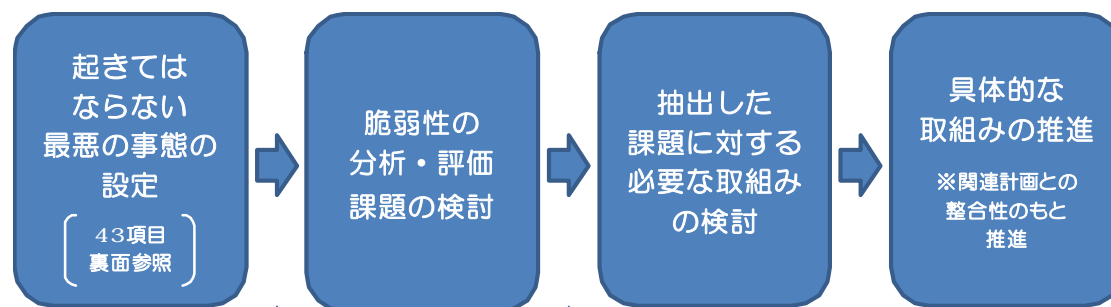 起きては
ならない
最悪の事態の
設定
43項目
裏面参照
脆弱性の
分析・評価
課題の検討
抽出した
課題に対する
必要な取組み
の検討
具体的な
取組みの推進
※関連計画との
整合性のもと
推進